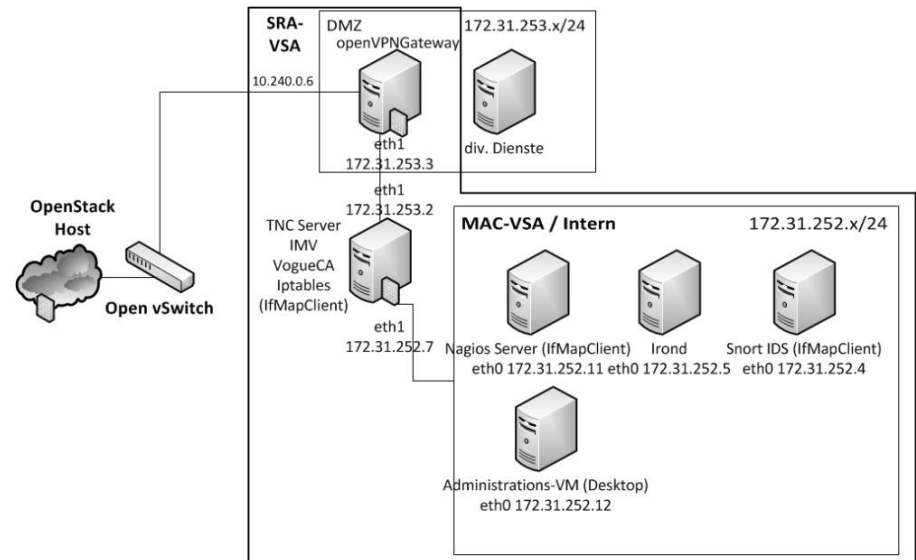 SRA-
VSA
DMZ
172.31.253.x/24
openVPNGateway
10.240.0.6
eth1
172.31.253.3
div. Dienste
eth1
172.31.253.2
OpenStack
Host
Open vSwitch
TNC Server
IMV
VogueCA
Iptables
(IfMapClient)
eth1
172.31.252.7
MAC-VSA / Intern
172.31.252.x/24
Nagios Server (IfMapClient)
eth0 172.31.252.11
Irond
eth0 172.31.252.5
Snort IDS (IfMapClient)
eth0 172.31.252.4
Administrations-VM (Desktop)
eth0 172.31.252.12